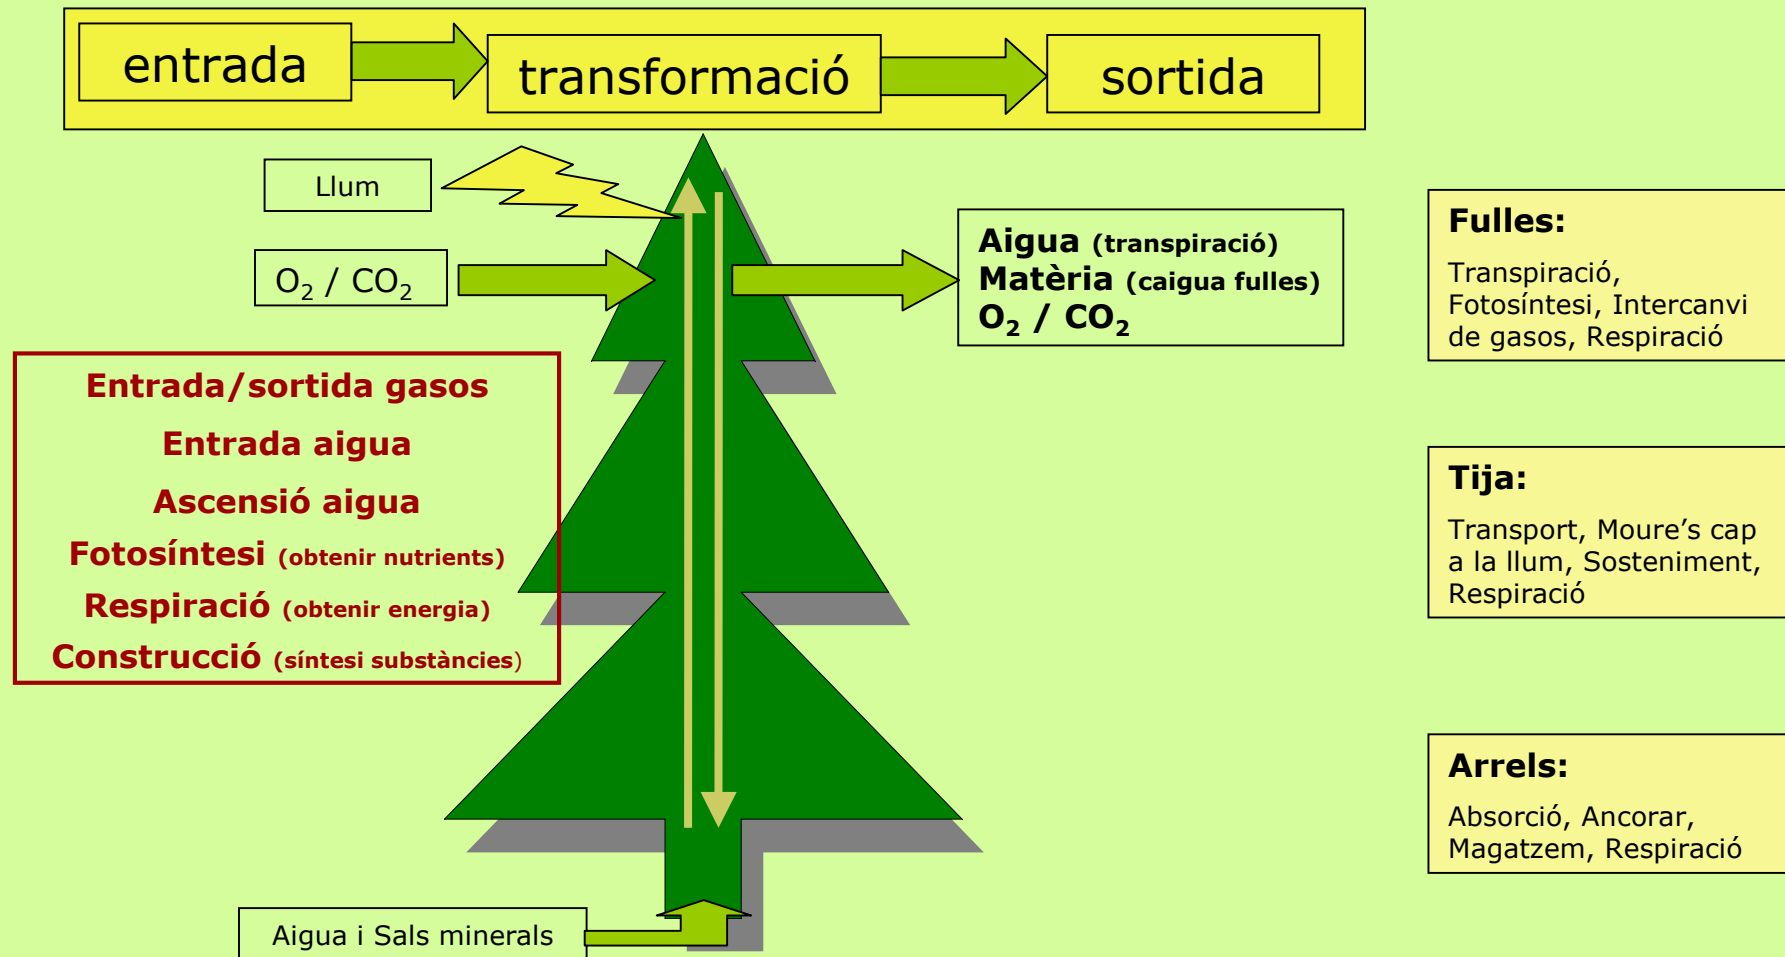 entrada
transformació
sortida
Llum
O₂ / CO₂
Aigua (transpiració)
Matèria (caigua fulles)
O₂ / CO₂
Entrada/sortida gasos
Entrada aigua
Ascensió aigua
Fotosíntesi (obtenir nutrients)
Respiració (obtenir energia)
Construcció (síntesi substàncies)
Aigua i Sals minerals
Fulles:
Transpiració,
Fotosíntesi, Intercanvi
de gasos, Respiració
Tija:
Transport, Moure’s cap
a la llum, Sosteniment,
Respiració
Arrels:
Absorció, Ancorar,
Magatzem, Respiració